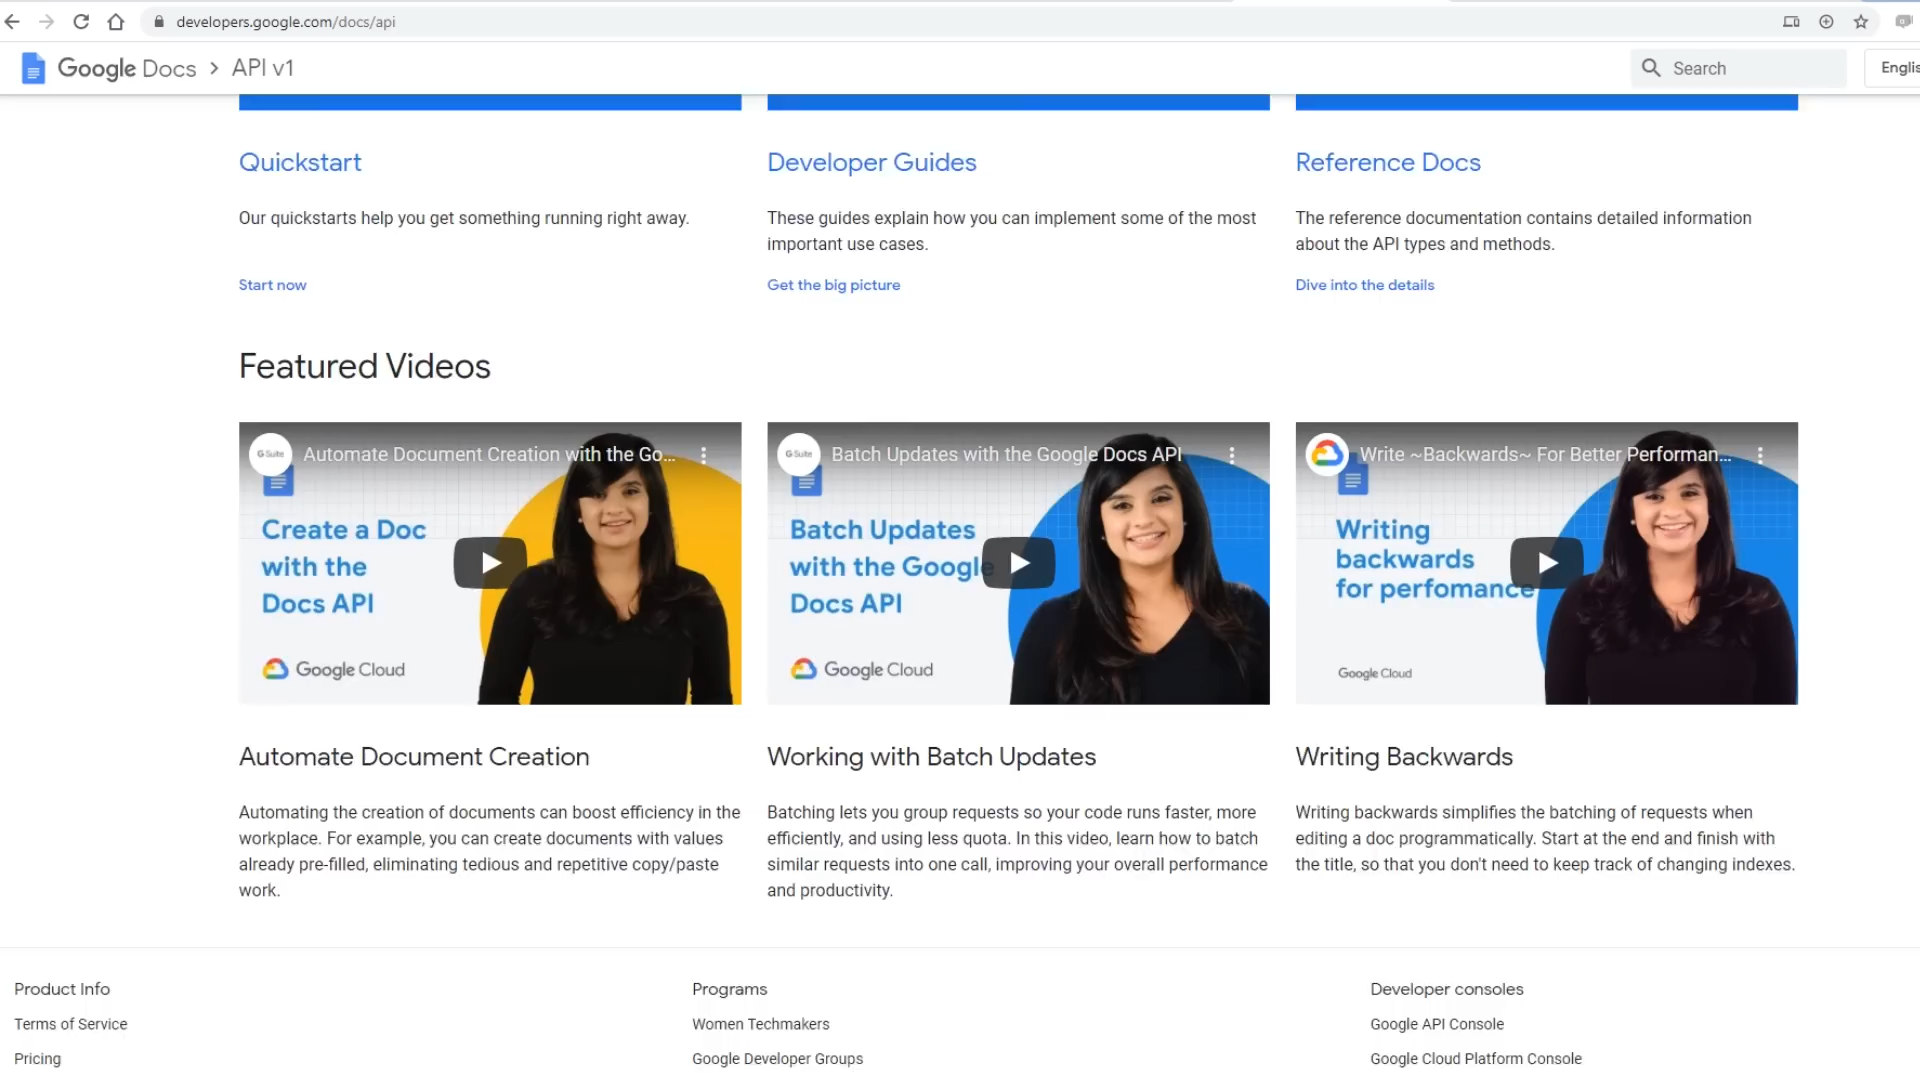 developers.google.com/docs/api
Google Docs > API v1
Search
Englis
Quickstart
Developer Guides
Reference Docs
Our quickstarts help you get something running right away.
These guides explain how you can implement some of the most
important use cases.
The reference documentation contains detailed information
about the API types and methods.
Start now
Get the big picture
Dive into the details
Featured Videos
G Suite
Automate Document Creation with the Go...
Create a Doc
with the
Docs API
Google Cloud
G Suite
Batch Updates with the Google Docs API
Batch Updates
with the Google
Docs API
Google Cloud
Write ~Backwards~ For Better Performan...
Writing
backwards
for perfomance
Google Cloud
Automate Document Creation
Working with Batch Updates
Writing Backwards
Automating the creation of documents can boost efficiency in the
workplace. For example, you can create documents with values
already pre-filled, eliminating tedious and repetitive copy/paste
work.
Batching lets you group requests so your code runs faster, more
efficiently, and using less quota. In this video, learn how to batch
similar requests into one call, improving your overall performance
and productivity.
Writing backwards simplifies the batching of requests when
editing a doc programmatically. Start at the end and finish with
the title, so that you don't need to keep track of changing indexes.
Product Info
Terms of Service
Pricing
Programs
Women Techmakers
Google Developer Groups
Developer consoles
Google API Console
Google Cloud Platform Console